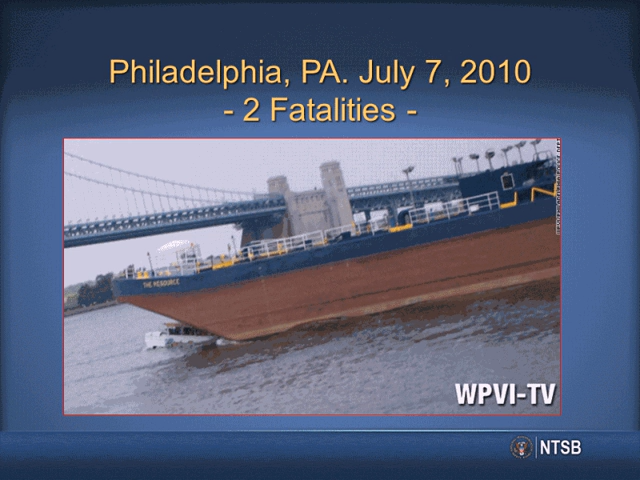 Philadelphia, PA. July 7, 2010
- 2 Fatalities -
THE RESOURCE
WPVI-TV
NTSB